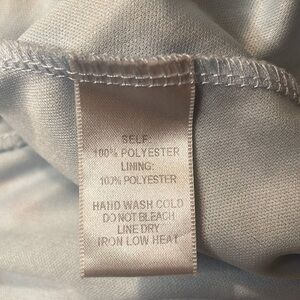 SELF:
100% POLYESTER
LINING:
100% POLYESTER
HAND WASH COLD
DO NOT BLEACH
LINE DRY
IRON LOW HEAT